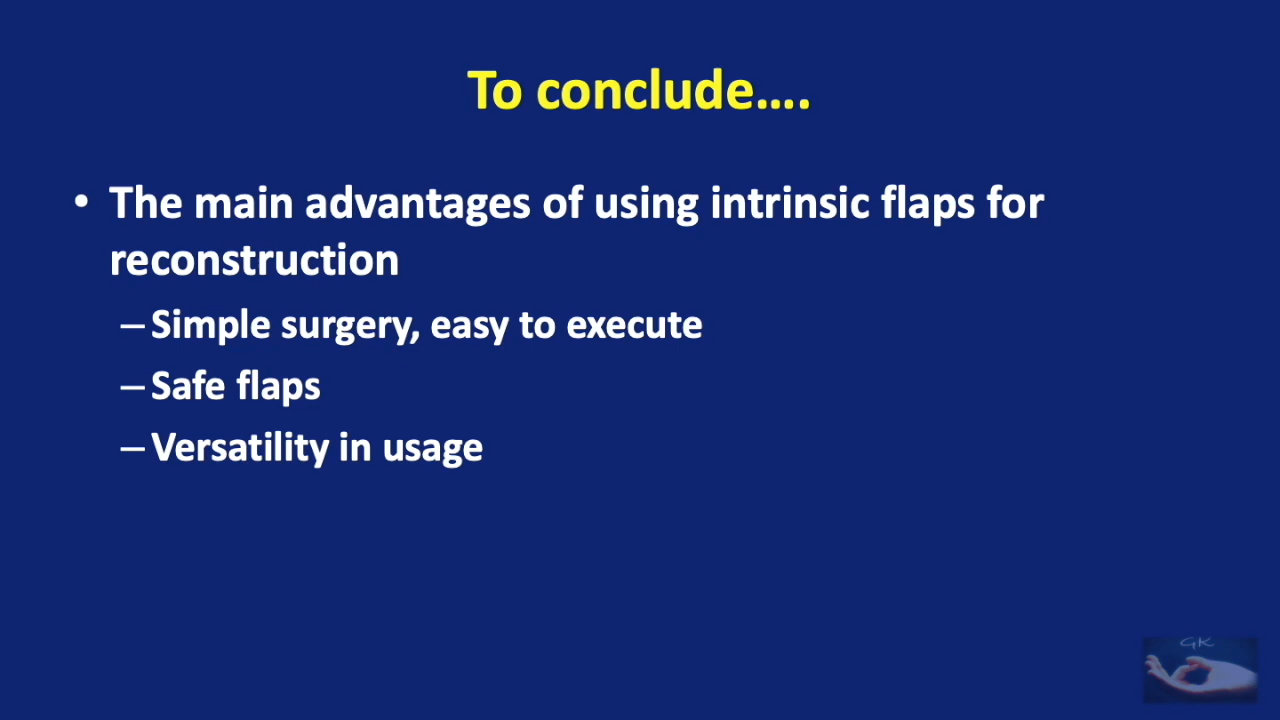 To conclude....
• The main advantages of using intrinsic flaps for
reconstruction
– Simple surgery, easy to execute
– Safe flaps
– Versatility in usage
GK